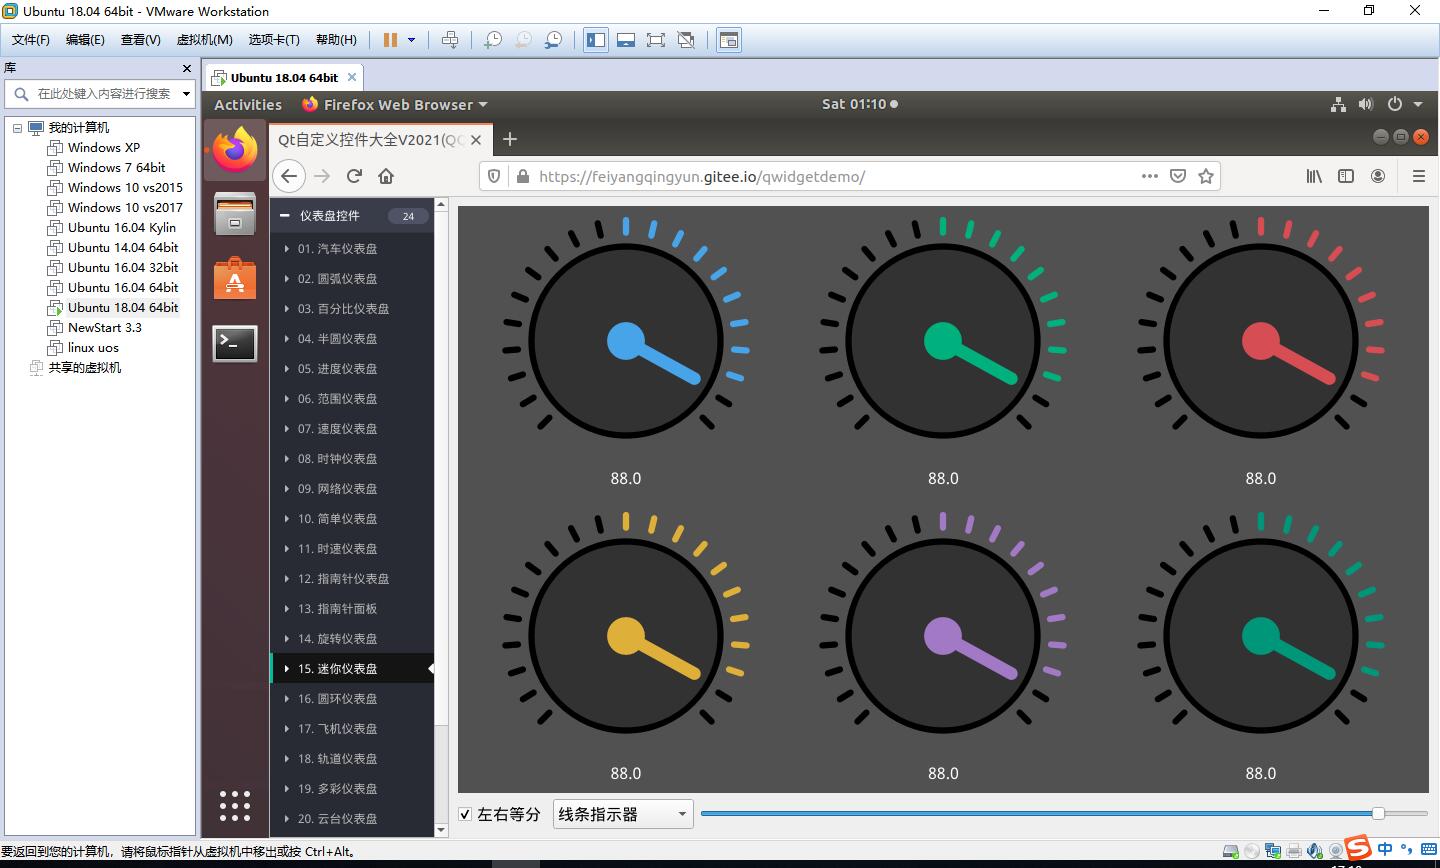 Ubuntu 18.04 64bit - VMware Workstation
文件(F) 编辑(E) 查看(V) 虚拟机(M) 选项卡(T) 帮助(H)
库
在此处键入内容进行搜索
我的计算机
Windows XP
Windows 7 64bit
Windows 10 vs2015
Windows 10 vs2017
Ubuntu 16.04 Kylin
Ubuntu 14.04 64bit
Ubuntu 16.04 32bit
Ubuntu 16.04 64bit
Ubuntu 18.04 64bit
NewStart 3.3
linux uos
共享的虚拟机
Ubuntu 18.04 64bit
Activities Firefox Web Browser Sat 01:10
Qt自定义控件大全V2021(QQ
https://feiyangqingyun.gitee.io/qwidgetdemo/
仪表盘控件 24
01. 汽车仪表盘
02. 圆弧仪表盘
03. 百分比仪表盘
04. 半圆仪表盘
05. 进度仪表盘
06. 范围仪表盘
07. 速度仪表盘
08. 时钟仪表盘
09. 网络仪表盘
10. 简单仪表盘
11. 时速仪表盘
12. 指南针仪表盘
13. 指南针面板
14. 旋转仪表盘
15. 迷你仪表盘
16. 圆环仪表盘
17. 飞机仪表盘
18. 轨道仪表盘
19. 多彩仪表盘
20. 云台仪表盘
88.0 88.0 88.0
88.0 88.0 88.0
左右等分 线条指示器
要返回到您的计算机，请将鼠标指针从虚拟机中移出或按 Ctrl+Alt。
中